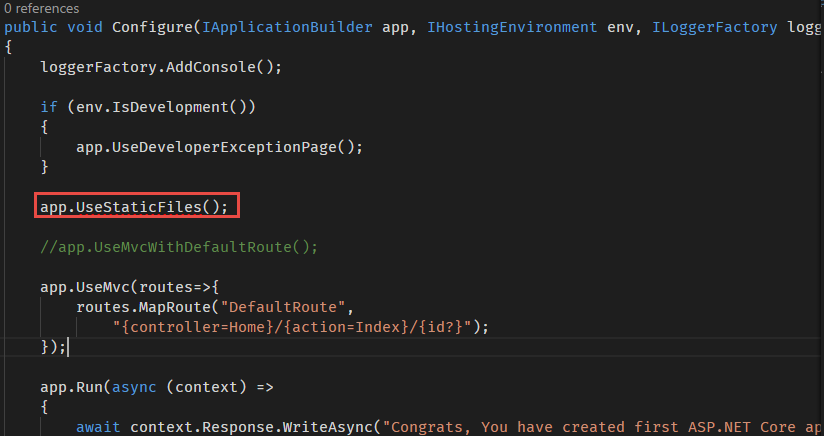 0 references
public void Configure(IApplicationBuilder app, IHostingEnvironment env, ILoggerFactory logg
{
loggerFactory.AddConsole();
if (env.IsDevelopment())
{
app.UseDeveloperExceptionPage();
}
app.UseStaticFiles();
//app.UseMvcWithDefaultRoute();
app.UseMvc(routes=>{
routes.MapRoute("DefaultRoute",
"{controller=Home}/{action=Index}/{id?}");
});
app.Run(async (context) =>
{
await context.Response.WriteAsync("Congrats, You have created first ASP.NET Core ap